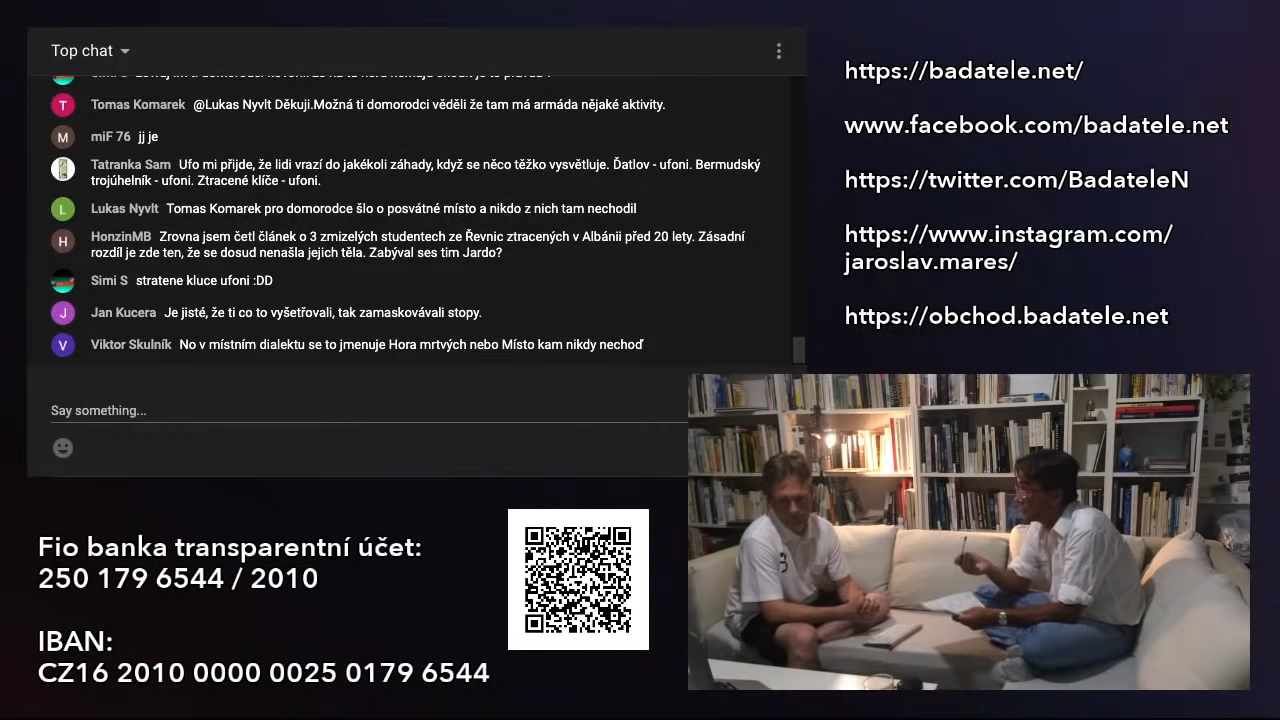 Top chat
Tomas Komarek @Lukas Nyvlt Děkuji.Možná ti domorodci věděli že tam má armáda nějaké aktivity.
miF 76 jj je
Tatranka Sam Ufo mi přijde, že lidi vrazí do jakékoli záhady, když se něco těžko vysvětluje. Ďatlov - ufoni. Bermudský
trojúhelník - ufoni. Ztracené klíče - ufoni.
Lukas Nyvlt Tomas Komarek pro domorodce šlo o posvátné místo a nikdo z nich tam nechodil
HonzinMB Zrovna jsem četl článek o 3 zmizelých studentech ze Řevnic ztracených v Albánii před 20 lety. Zásadní
rozdíl je zde ten, že se dosud nenašla jejich těla. Zabýval ses tim Jardo?
Simi S stratene kluce ufoni :DD
Jan Kucera Je jisté, že ti co to vyšetřovali, tak zamaskovávali stopy.
Viktor Skulník No v místním dialektu se to jmenuje Hora mrtvých nebo Místo kam nikdy nechoď
Say something...
https://badatele.net/
www.facebook.com/badatele.net
https://twitter.com/BadateleN
https://www.instagram.com/
jaroslav.mares/
https://obchod.badatele.net
Fio banka transparentní účet:
250 179 6544 / 2010
IBAN:
CZ16 2010 0000 0025 0179 6544